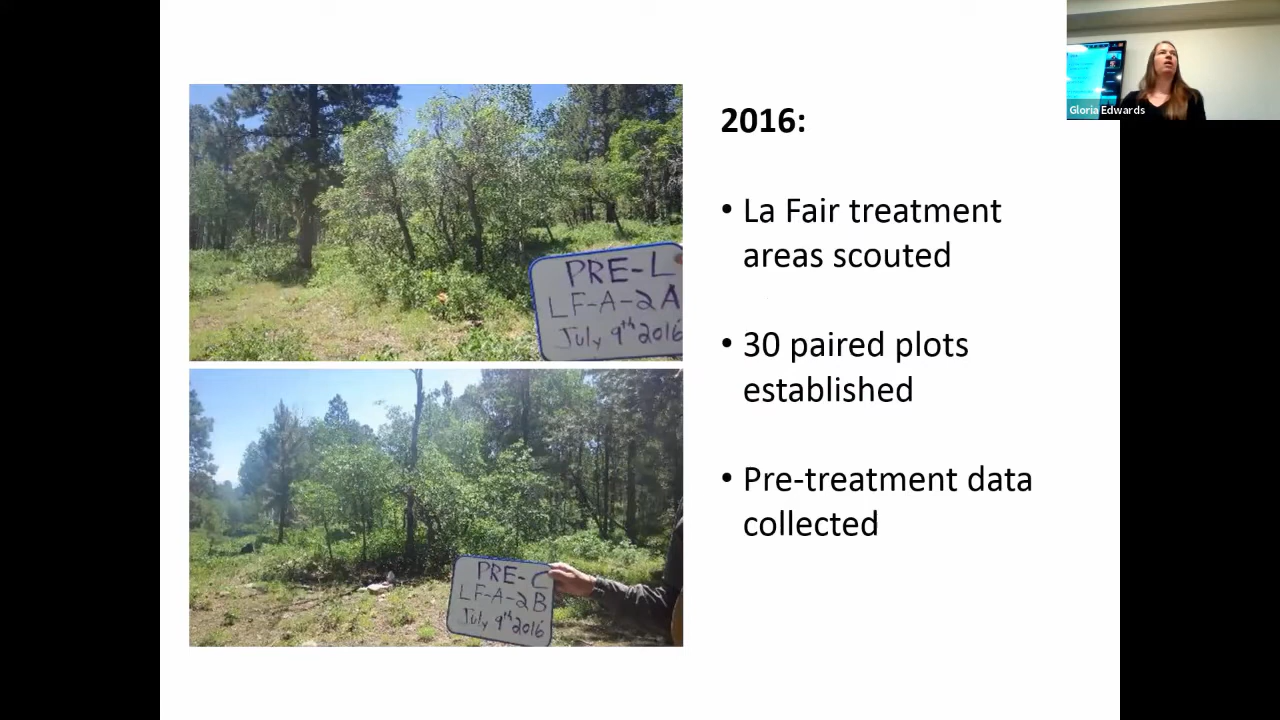 PRE-L
LF-A-2A
July 9th 2016
PRE-C
LF-A-2B
July 9th 2016
2016:
• La Fair treatment
areas scouted
• 30 paired plots
established
• Pre-treatment data
collected
Gloria Edwards